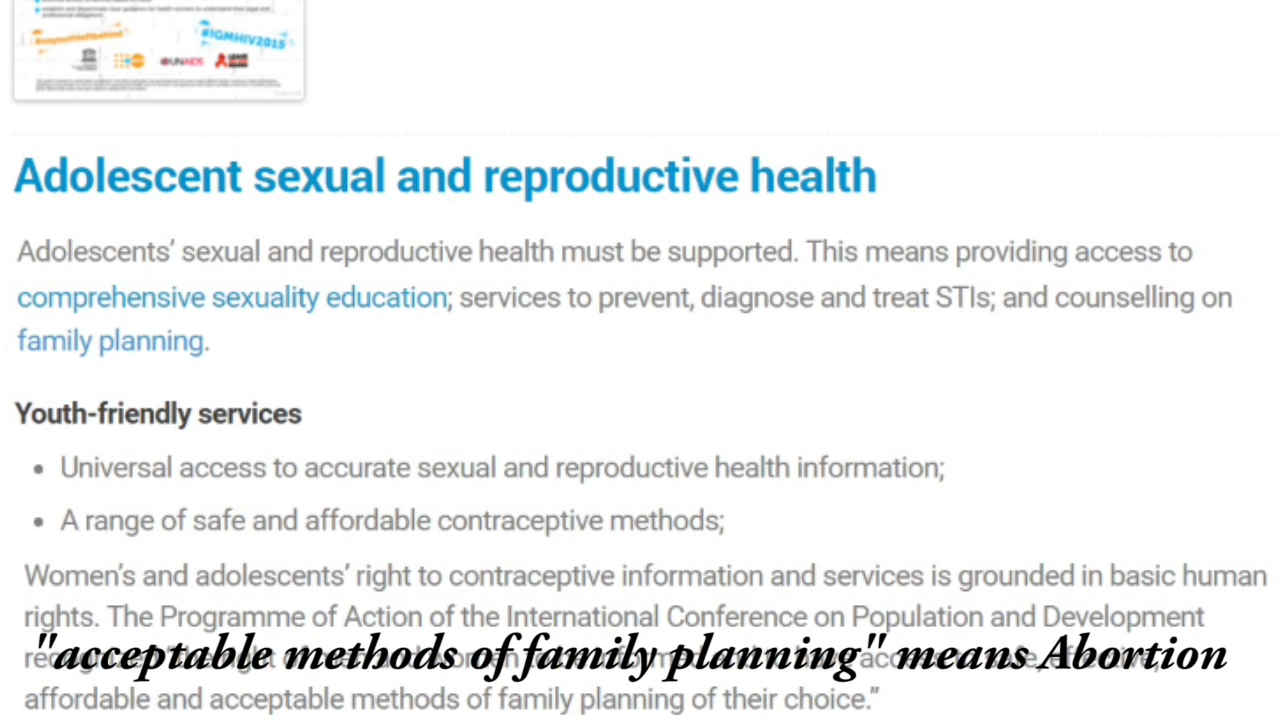 #IGMHIV2015
UNAIDS
Adolescent sexual and reproductive health
Adolescents’ sexual and reproductive health must be supported. This means providing access to
comprehensive sexuality education; services to prevent, diagnose and treat STIs; and counselling on
family planning.
Youth-friendly services
• Universal access to accurate sexual and reproductive health information;
• A range of safe and affordable contraceptive methods;
Women’s and adolescents’ right to contraceptive information and services is grounded in basic human
rights. The Programme of Action of the International Conference on Population and Development
"acceptable methods of family planning" means Abortion
affordable and acceptable methods of family planning of their choice.”